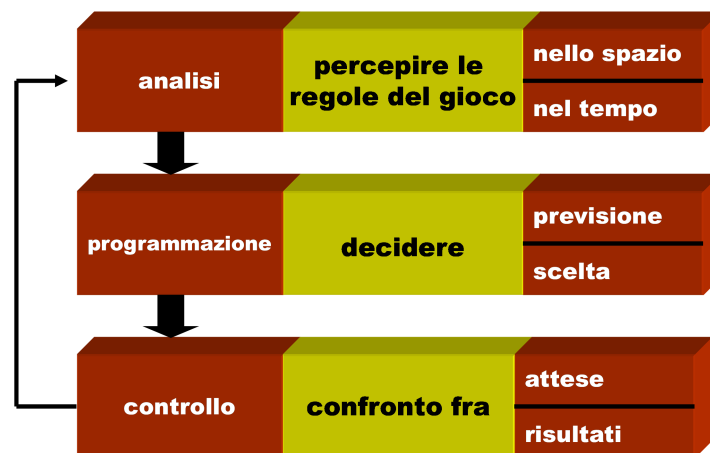 analisi
percepire le
regole del gioco
nello spazio
nel tempo
programmazione
decidere
previsione
scelta
controllo
confronto fra
attese
risultati